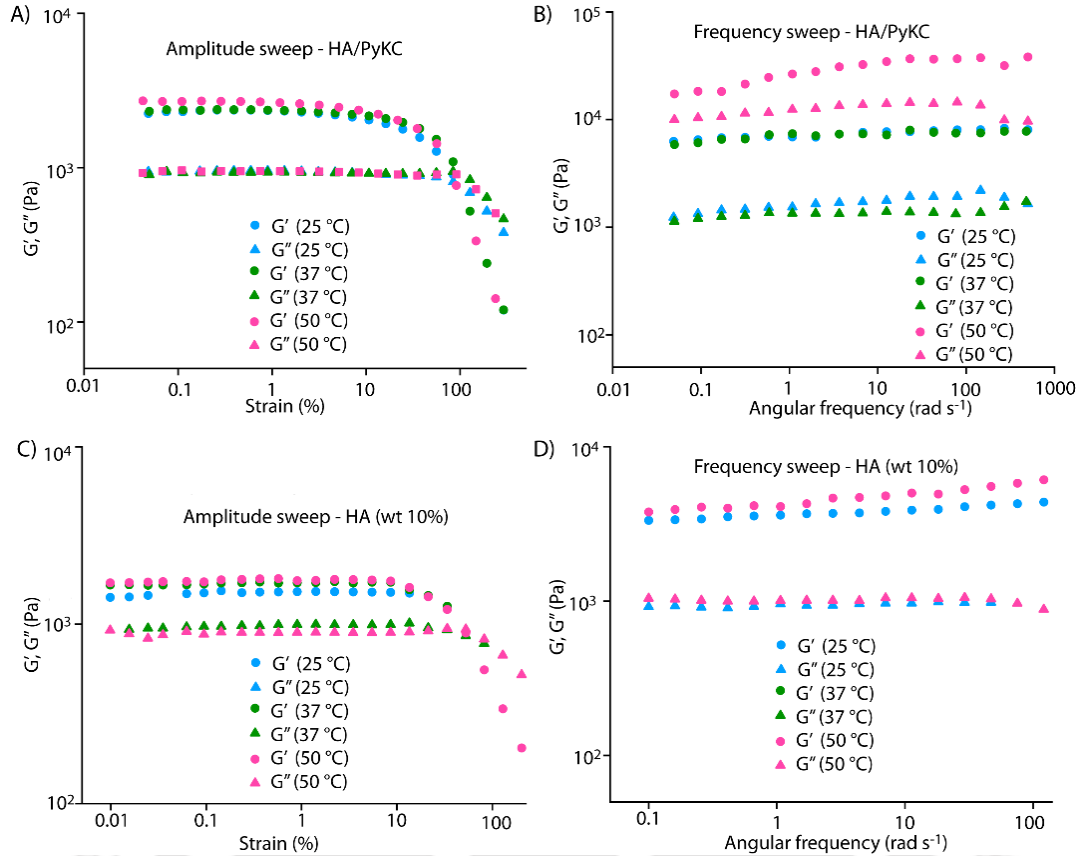 A)
10⁴
Amplitude sweep - HA/PyKC
10³
G′, G″ (Pa)
G′ (25 °C)
G″ (25 °C)
G′ (37 °C)
G″ (37 °C)
G′ (50 °C)
G″ (50 °C)
10²
0.01 0.1 1 10 100
Strain (%)
B)
10⁵
Frequency sweep - HA/PyKC
10⁴
G′, G″ (Pa)
10³
G′ (25 °C)
G″ (25 °C)
G′ (37 °C)
G″ (37 °C)
G′ (50 °C)
G″ (50 °C)
10²
0.01 0.1 1 10 100 1000
Angular frequency (rad s⁻¹)
C)
10⁴
Amplitude sweep - HA (wt 10%)
10³
G′, G″ (Pa)
G′ (25 °C)
G″ (25 °C)
G′ (37 °C)
G″ (37 °C)
G′ (50 °C)
G″ (50 °C)
10²
0.01 0.1 1 10 100
Strain (%)
D)
10⁴
Frequency sweep - HA (wt 10%)
10³
G′, G″ (Pa)
G′ (25 °C)
G″ (25 °C)
G′ (37 °C)
G″ (37 °C)
G′ (50 °C)
G″ (50 °C)
10²
0.1 1 10 100
Angular frequency (rad s⁻¹)